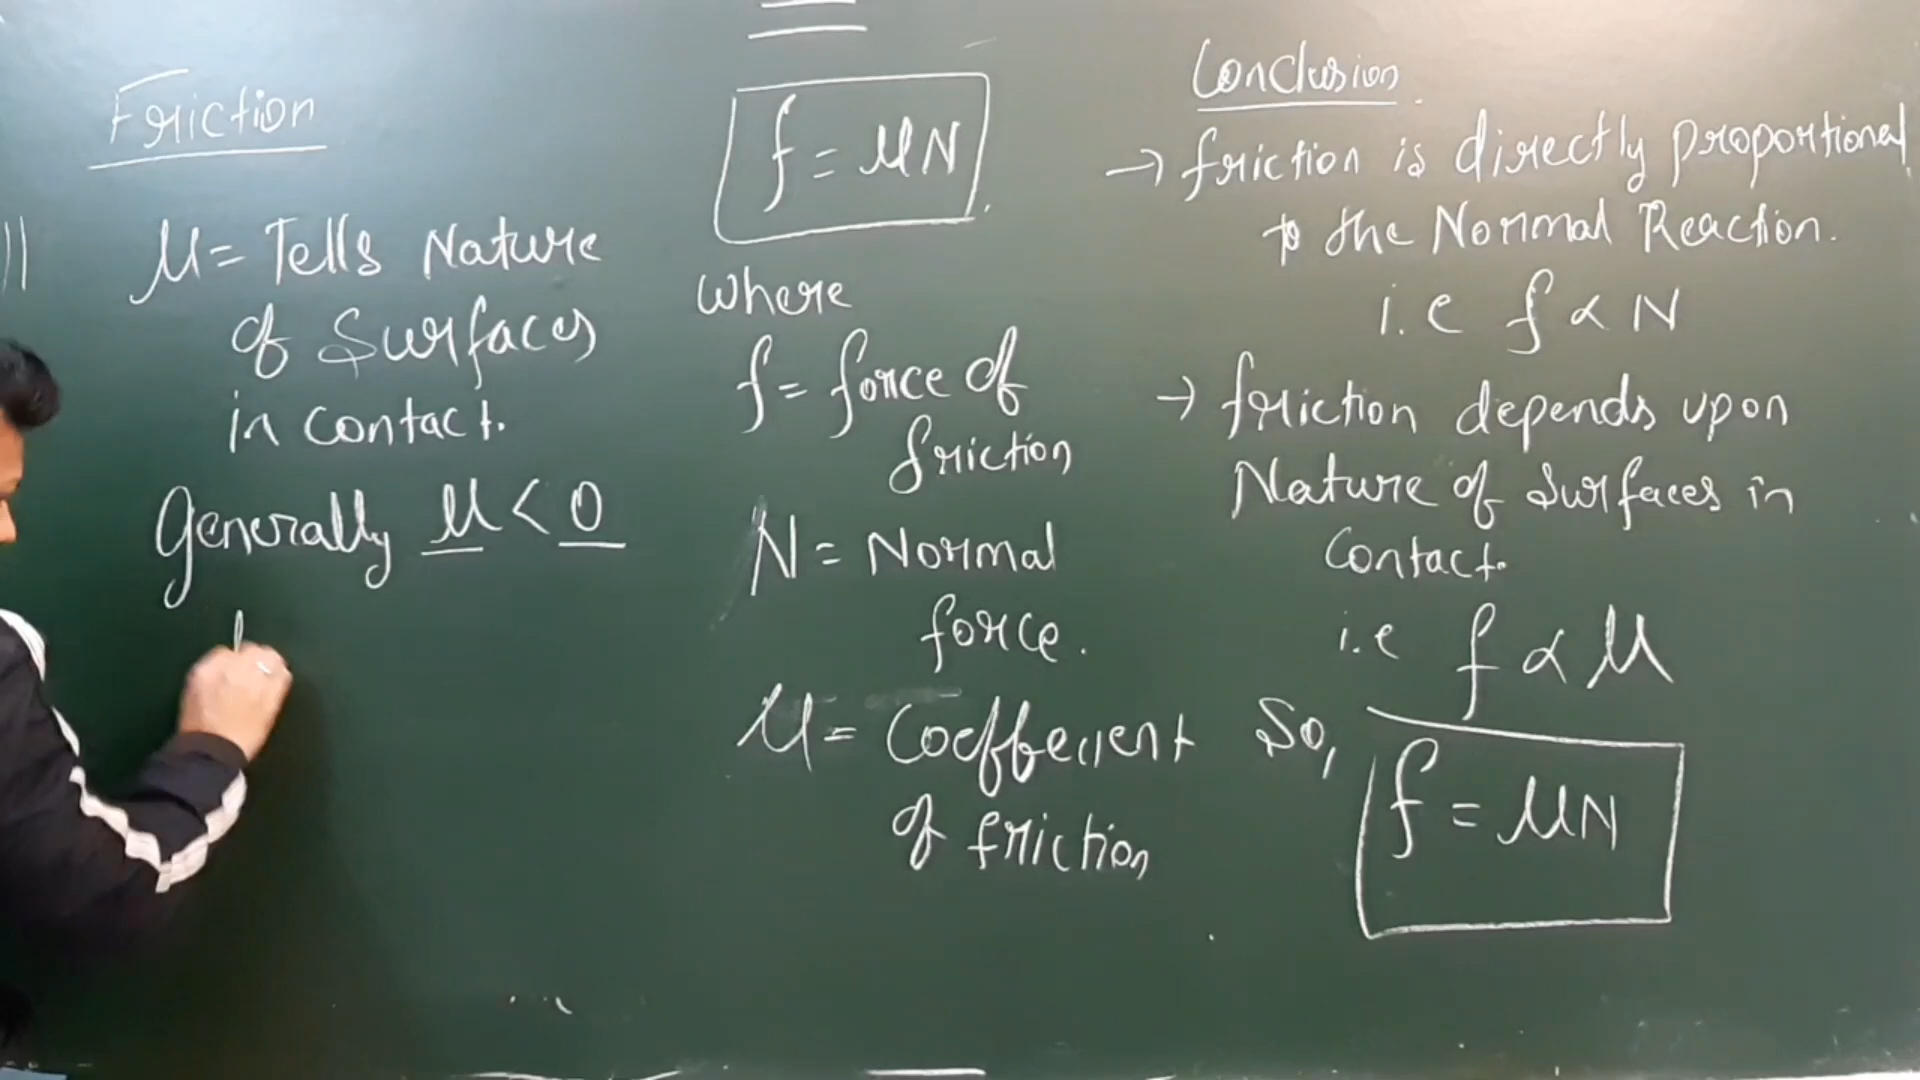 Friction
μ = Tells Nature
of Surfaces
in contact.
Generally μ < 0
f = μN
where
f = force of
friction
N = Normal
force.
μ = Coefficient
of friction
Conclusion
→ friction is directly proportional
to the Normal Reaction.
i.e f ∝ N
→ friction depends upon
Nature of Surfaces in
Contact.
i.e f ∝ μ
So,
f = μN